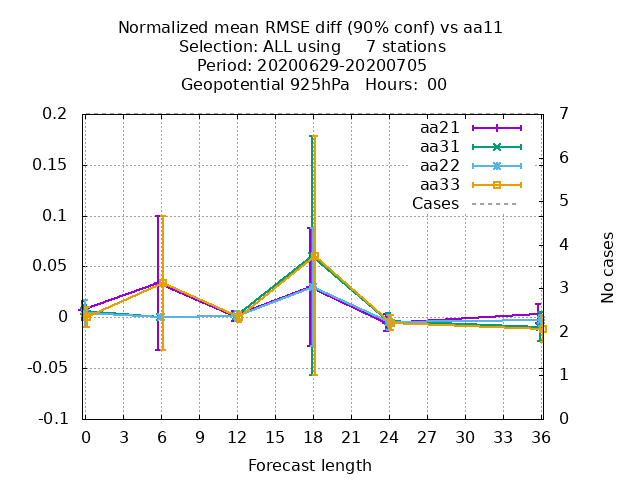 Normalized mean RMSE diff (90% conf) vs aa11
Selection: ALL using     7 stations
Period: 20200629-20200705
Geopotential 925hPa   Hours:  00
0.2
0.15
0.1
0.05
0
-0.05
-0.1
7
6
5
4
3
2
1
0
aa21
aa31
aa22
aa33
Cases
No cases
0 3 6 9 12 15 18 21 24 27 30 33 36
Forecast length